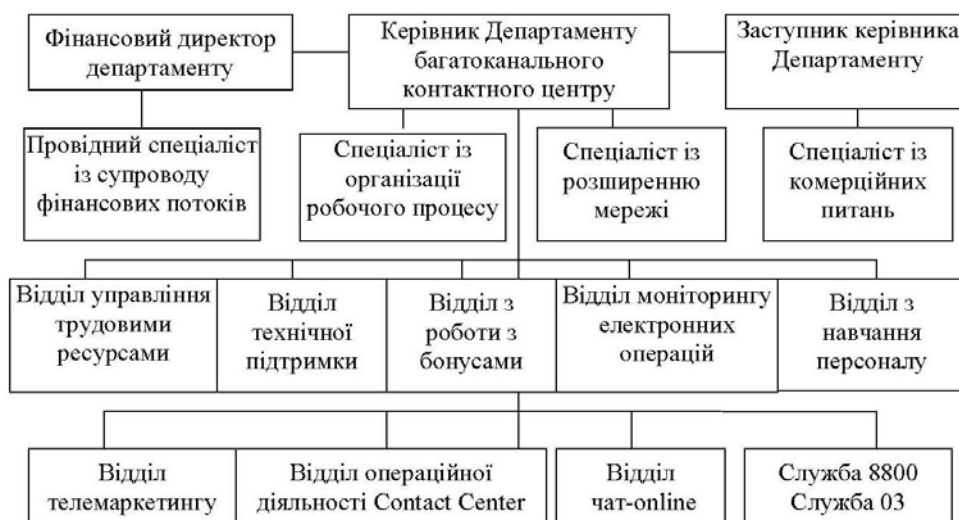 Фінансовий директор
департаменту
Керівник Департаменту
багатоканального
контактного центру
Заступник керівника
Департаменту
Провідний спеціаліст
із супроводу
фінансових потоків
Спеціаліст із
організації
робочого процесу
Спеціаліст із
розширенню
мережі
Спеціаліст із
комерційних
питань
Відділ управління
трудовими
ресурсами
Відділ
технічної
підтримки
Відділ з
роботи з
бонусами
Відділ моніторингу
електронних
операцій
Відділ з
навчання
персоналу
Відділ
телемаркетингу
Відділ операційної
діяльності Contact Center
Відділ
чат-online
Служба 8800
Служба 03